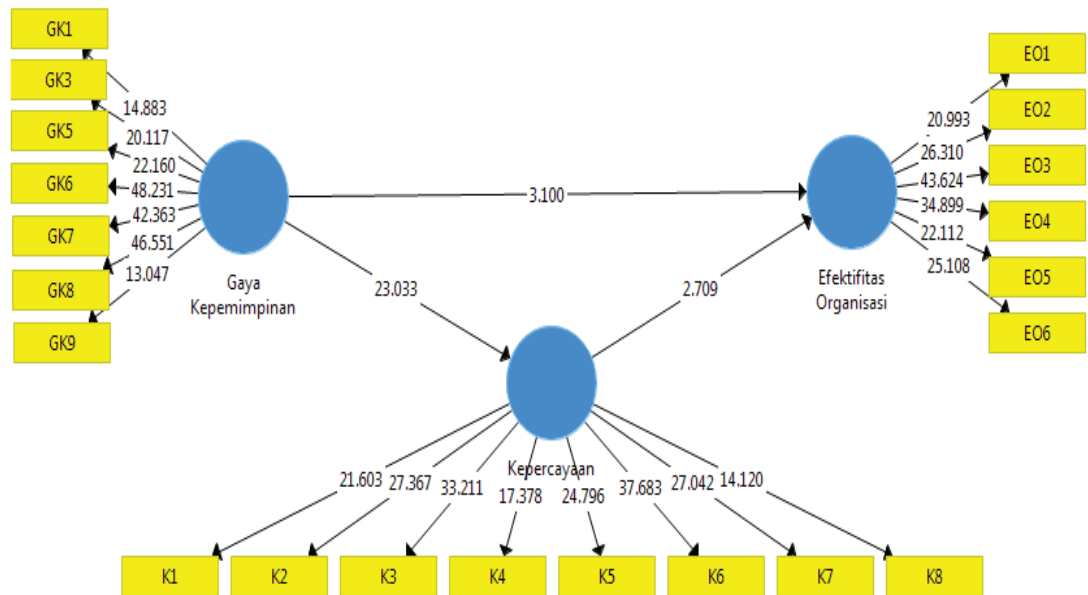 GK1
GK3
GK5
GK6
GK7
GK8
GK9
14.883
20.117
22.160
48.231
42.363
46.551
13.047
Gaya
Kepemimpinan
3.100
23.033
2.709
Efektifitas
Organisasi
20.993
26.310
43.624
34.899
22.112
25.108
EO1
EO2
EO3
EO4
EO5
EO6
Kepercayaan
21.603
27.367
33.211
17.378
24.796
37.683
27.042
14.120
K1
K2
K3
K4
K5
K6
K7
K8